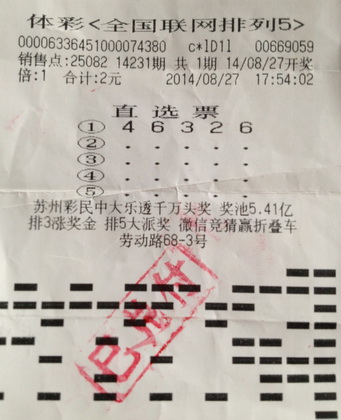 体彩<全国联网排列5>
00006336451000074380 c*lD1l 00669059
销售点:25082 14231期 共 1期 14/08/27开奖
倍:1 合计:2元 2014/08/27 17:54:02
直选票
① 4 6 3 2 6
② . . . . .
③ . . . . .
④ . . . . .
⑤ . . . . .
苏州彩民中大乐透千万头奖 奖池5.41亿
排3涨奖金 排5大派奖 微信竞猜赢折叠车
劳动路68-3号
已兑付